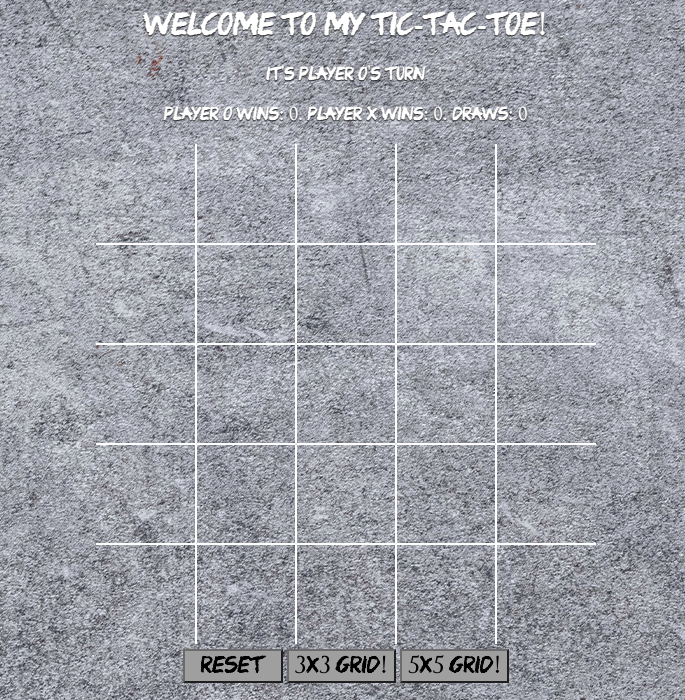 WELCOME TO MY TIC-TAC-TOE!
IT'S PLAYER O'S TURN
PLAYER O WINS: 0. PLAYER X WINS: 0. DRAWS: 0
RESET 3X3 GRID! 5X5 GRID!